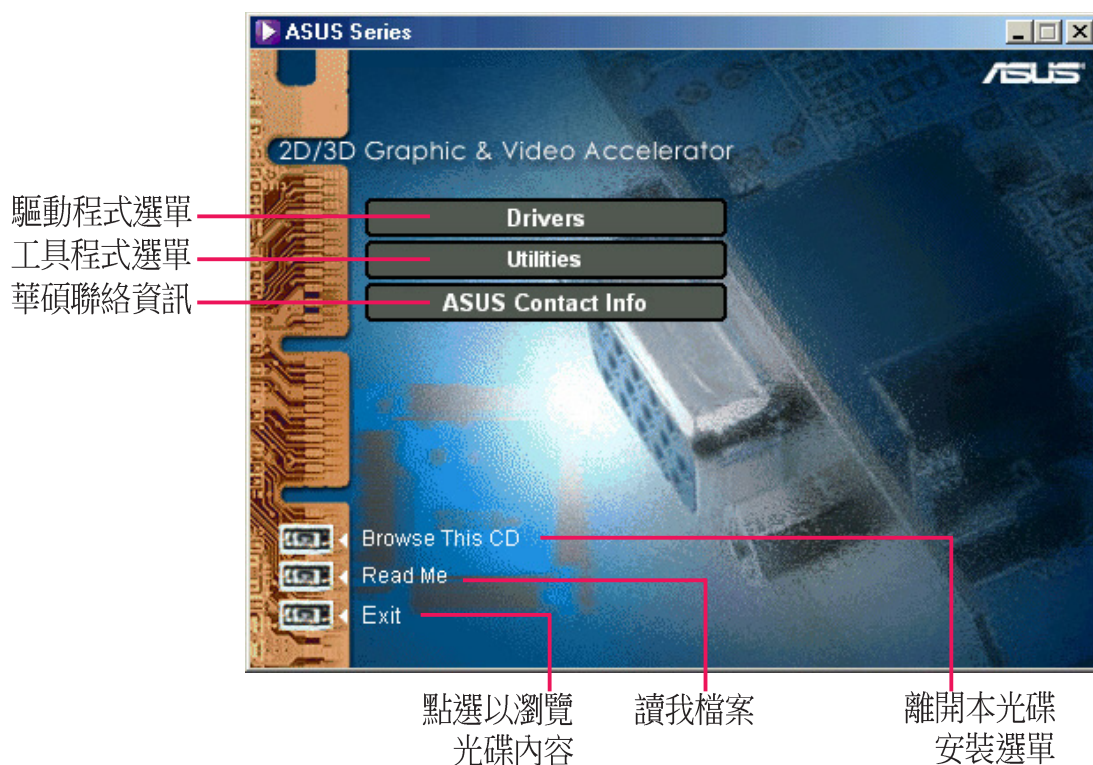 ASUS Series
ASUS
2D/3D Graphic & Video Accelerator
驅動程式選單
Drivers
工具程式選單
Utilities
華碩聯絡資訊
ASUS Contact Info
Browse This CD
Read Me
Exit
點選以瀏覽
光碟內容
讀我檔案
離開本光碟
安裝選單